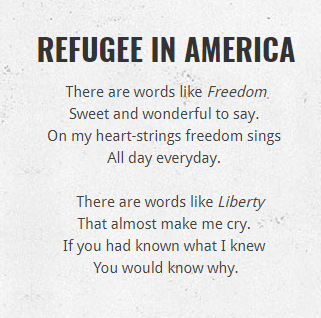 REFUGEE IN AMERICA
There are words like Freedom
Sweet and wonderful to say.
On my heart-strings freedom sings
All day everyday.
There are words like Liberty
That almost make me cry.
If you had known what I knew
You would know why.